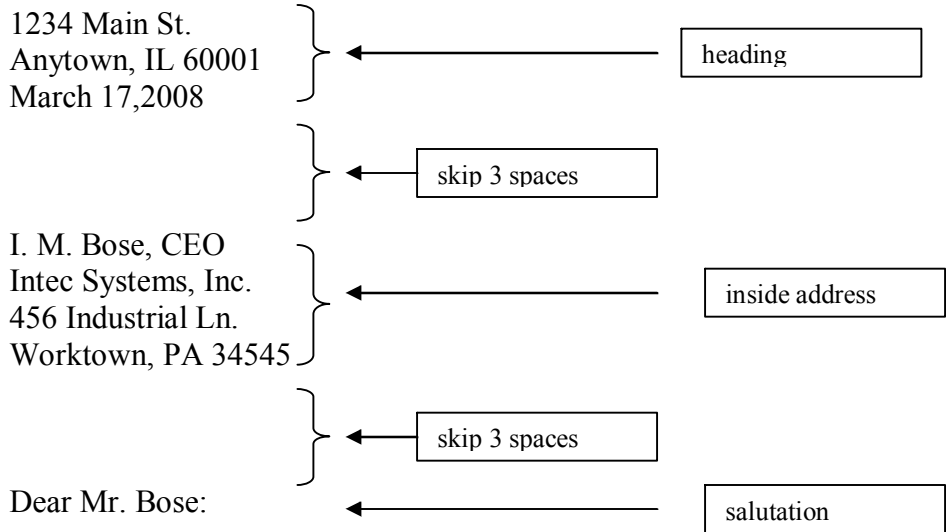 1234 Main St.
Anytown, IL 60001
March 17,2008
heading
skip 3 spaces
I. M. Bose, CEO
Intec Systems, Inc.
456 Industrial Ln.
Worktown, PA 34545
inside address
skip 3 spaces
Dear Mr. Bose:
salutation